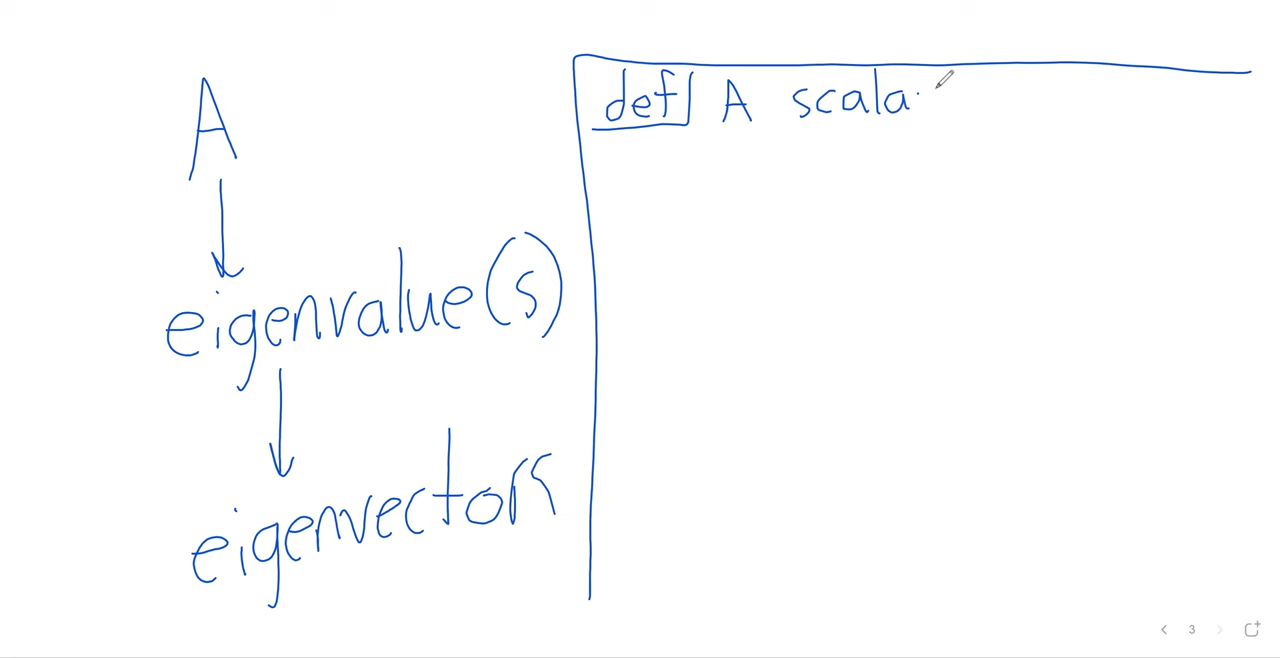 A
eigenvalue(s)
eigenvectors
def A scala
3